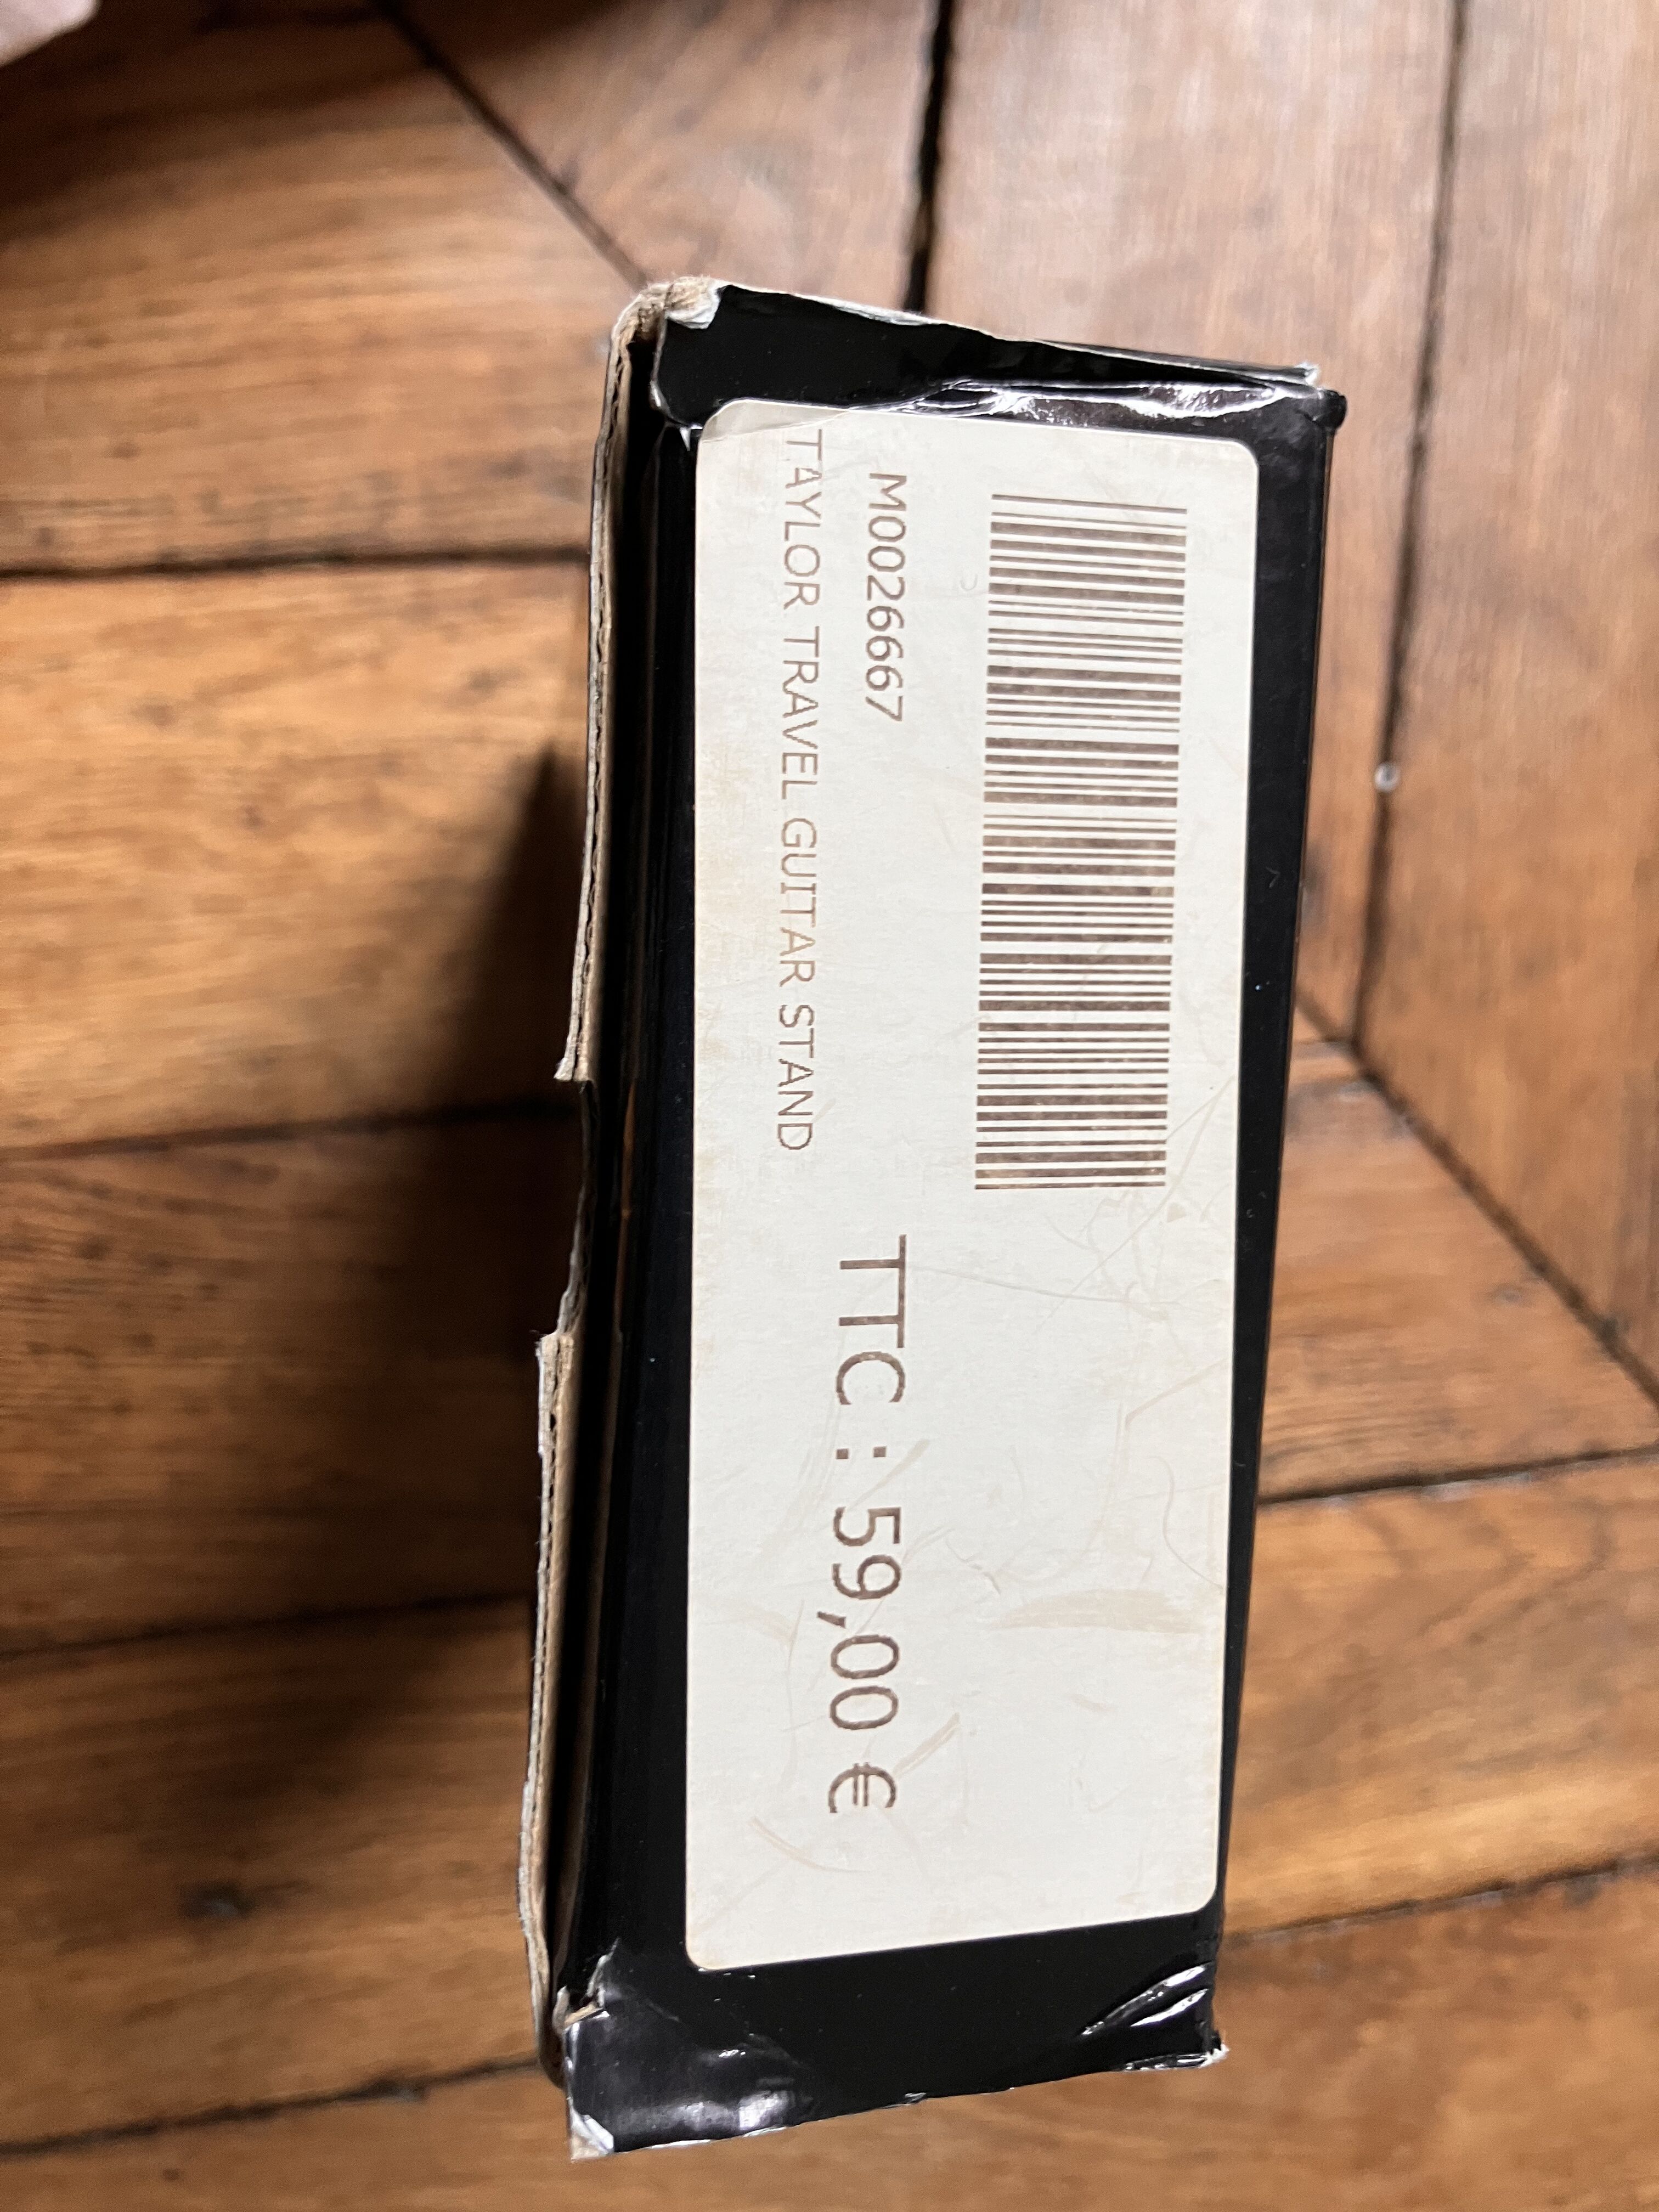 M0026667
TAYLOR TRAVEL GUITAR STAND
TTC : 59,00 €